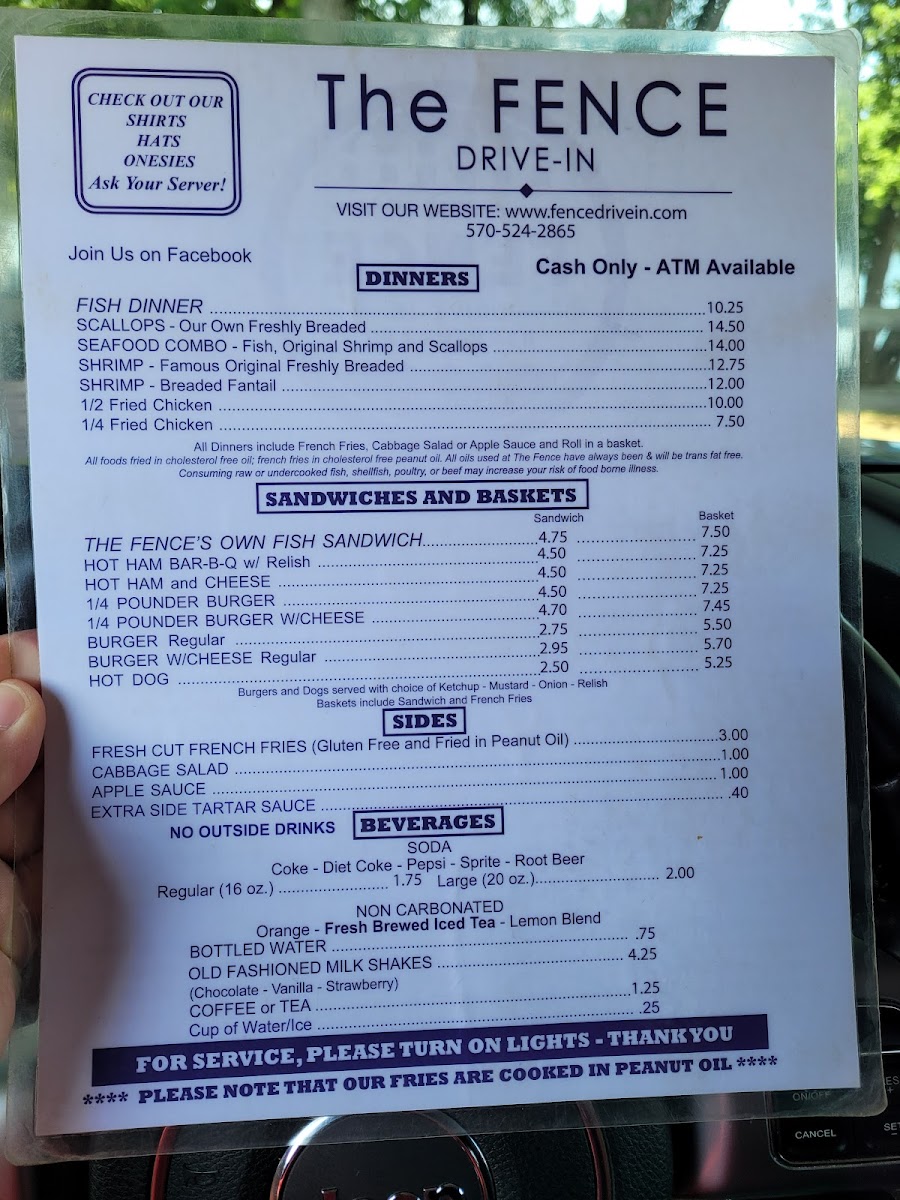 CHECK OUT OUR
SHIRTS
HATS
ONESIES
Ask Your Server!
The FENCE
DRIVE-IN
VISIT OUR WEBSITE: www.fencedrivein.com
570-524-2865
Join Us on Facebook
Cash Only - ATM Available
DINNERS
FISH DINNER 10.25
SCALLOPS - Our Own Freshly Breaded 14.50
SEAFOOD COMBO - Fish, Original Shrimp and Scallops 14.00
SHRIMP - Famous Original Freshly Breaded 12.75
SHRIMP - Breaded Fantail 12.00
1/2 Fried Chicken 10.00
1/4 Fried Chicken 7.50
All Dinners include French Fries, Cabbage Salad or Apple Sauce and Roll in a basket.
All foods fried in cholesterol free oil; french fries in cholesterol free peanut oil. All oils used at The Fence have always been & will be trans fat free.
Consuming raw or undercooked fish, shellfish, poultry, or beef may increase your risk of food borne illness.
SANDWICHES AND BASKETS
Sandwich Basket
THE FENCE'S OWN FISH SANDWICH 4.75 7.50
HOT HAM BAR-B-Q w/ Relish 4.50 7.25
HOT HAM and CHEESE 4.50 7.25
1/4 POUNDER BURGER 4.50 7.25
1/4 POUNDER BURGER W/CHEESE 4.70 7.45
BURGER Regular 2.75 5.50
BURGER W/CHEESE Regular 2.95 5.70
HOT DOG 2.50 5.25
Burgers and Dogs served with choice of Ketchup - Mustard - Onion - Relish
Baskets include Sandwich and French Fries
SIDES
FRESH CUT FRENCH FRIES (Gluten Free and Fried in Peanut Oil) 3.00
CABBAGE SALAD 1.00
APPLE SAUCE 1.00
EXTRA SIDE TARTAR SAUCE .40
NO OUTSIDE DRINKS
BEVERAGES
SODA
Coke - Diet Coke - Pepsi - Sprite - Root Beer
Regular (16 oz.) 1.75 Large (20 oz.) 2.00
NON CARBONATED
Orange - Fresh Brewed Iced Tea - Lemon Blend
BOTTLED WATER .75
OLD FASHIONED MILK SHAKES 4.25
(Chocolate - Vanilla - Strawberry)
COFFEE or TEA 1.25
Cup of Water/Ice .25
FOR SERVICE, PLEASE TURN ON LIGHTS - THANK YOU
**** PLEASE NOTE THAT OUR FRIES ARE COOKED IN PEANUT OIL ****
ON/OFF
CANCEL